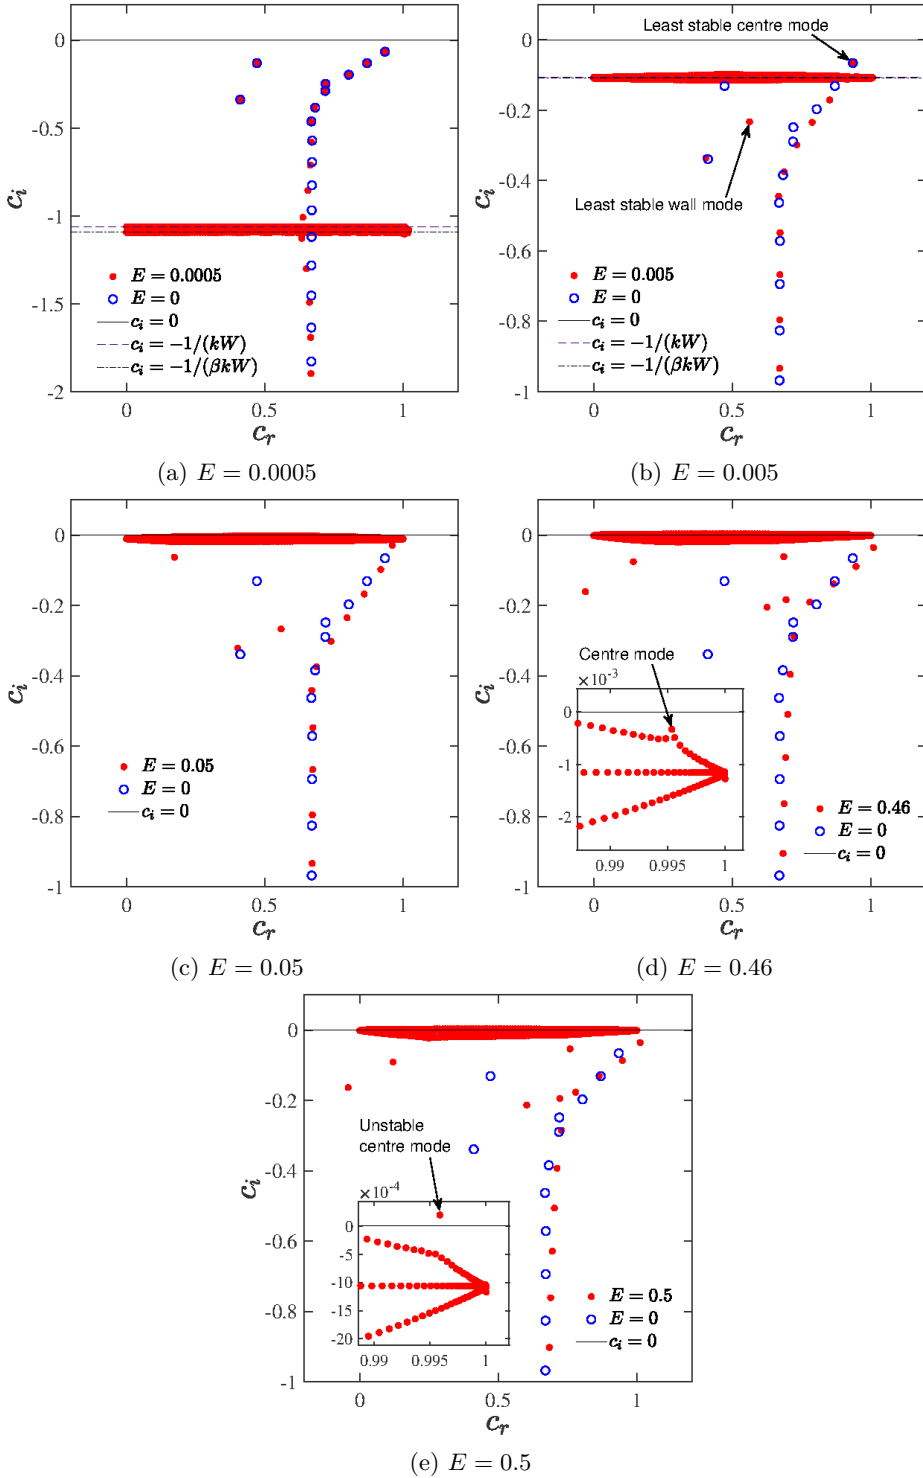 0
-0.5
-1
-1.5
-2
0
0.5
1
c_i
c_r
E = 0.0005
E = 0
c_i = 0
c_i = −1/(kW)
c_i = −1/(βkW)
(a) E = 0.0005
0
-0.2
-0.4
-0.6
-0.8
-1
0
0.5
1
c_i
c_r
Least stable centre mode
Least stable wall mode
E = 0.005
E = 0
c_i = 0
c_i = −1/(kW)
c_i = −1/(βkW)
(b) E = 0.005
0
-0.2
-0.4
-0.6
-0.8
-1
0
0.5
1
c_i
c_r
E = 0.05
E = 0
c_i = 0
(c) E = 0.05
0
-0.2
-0.4
-0.6
-0.8
-1
0
0.5
1
c_i
c_r
Centre mode
×10^-3
0
-1
-2
0.99
0.995
1
E = 0.46
E = 0
c_i = 0
(d) E = 0.46
0
-0.2
-0.4
-0.6
-0.8
-1
0
0.5
1
c_i
c_r
Unstable
centre mode
×10^-4
0
-5
-10
-15
-20
0.99
0.995
1
E = 0.5
E = 0
c_i = 0
(e) E = 0.5